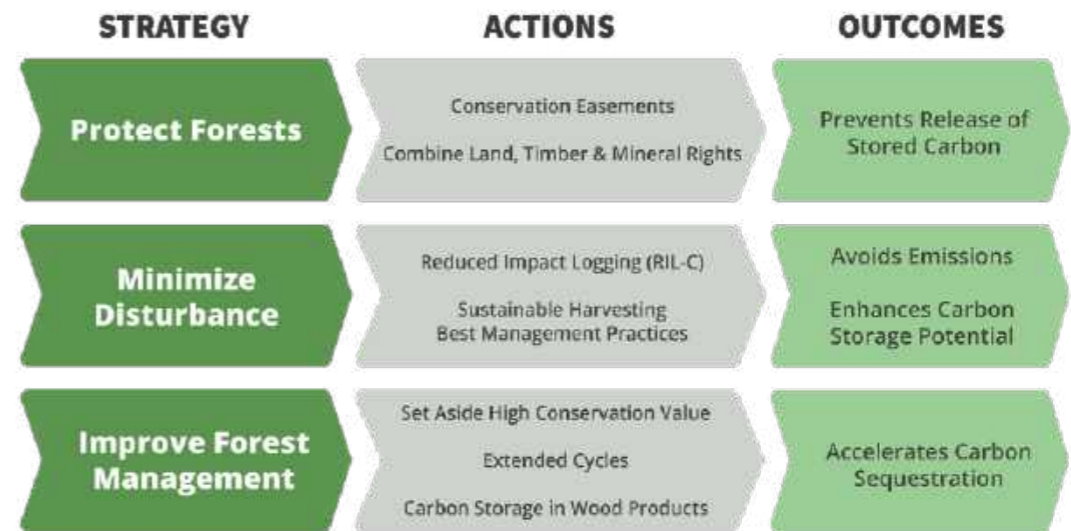 STRATEGY
ACTIONS
OUTCOMES
Protect Forests
Conservation Easements
Combine Land, Timber & Mineral Rights
Prevents Release of
Stored Carbon
Minimize
Disturbance
Reduced Impact Logging (RIL-C)
Sustainable Harvesting
Best Management Practices
Avoids Emissions
Enhances Carbon
Storage Potential
Improve Forest
Management
Set Aside High Conservation Value
Extended Cycles
Carbon Storage in Wood Products
Accelerates Carbon
Sequestration